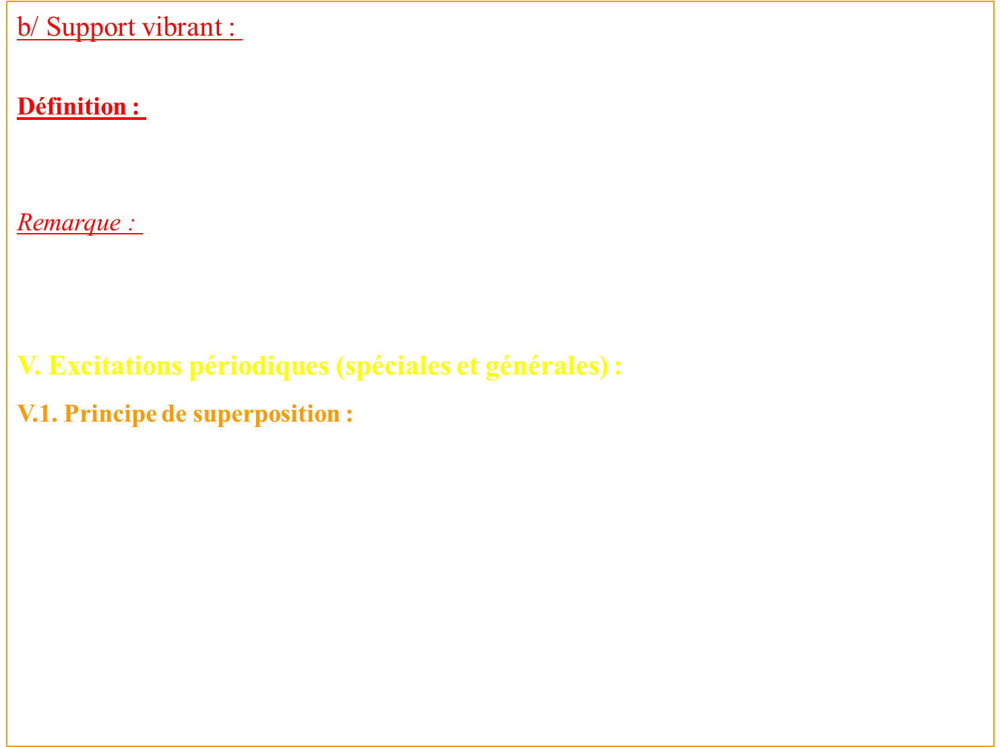 b/ Support vibrant :
Définition :
Remarque :
V. Excitations périodiques (spéciales et générales) :
V.1. Principe de superposition :